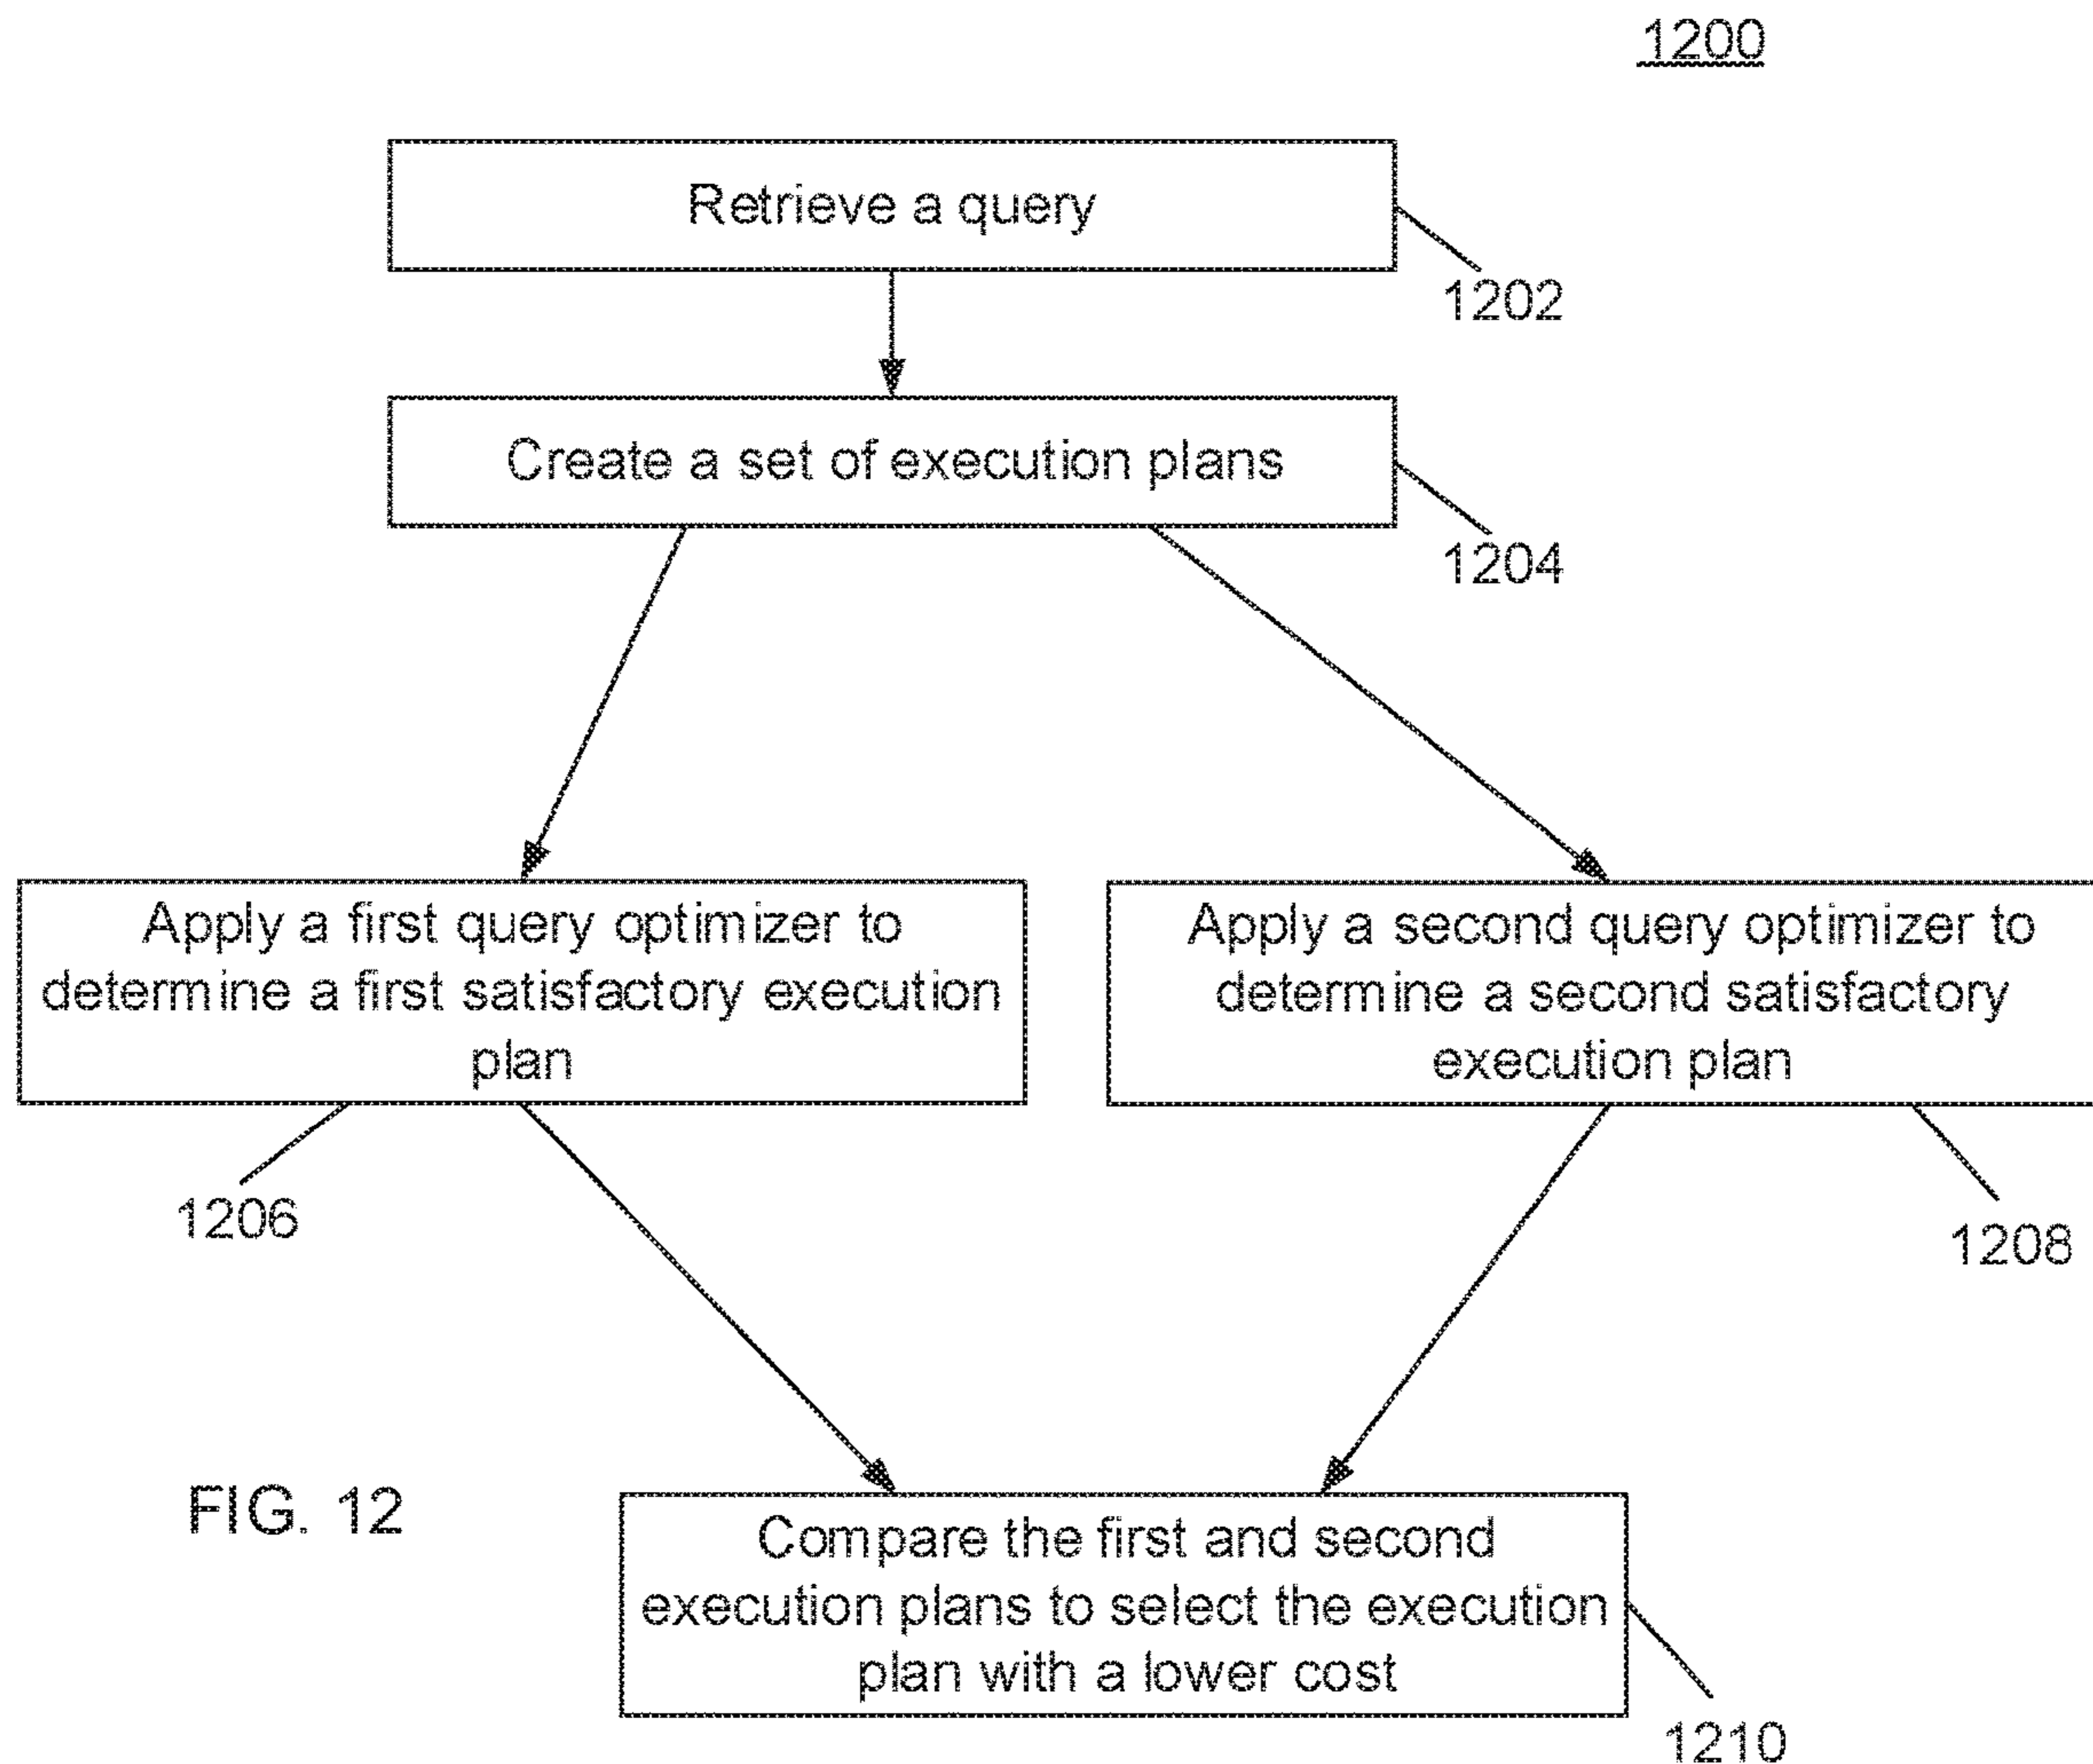 1200
Retrieve a query
1202
Create a set of execution plans
1204
Apply a first query optimizer to
determine a first satisfactory execution
plan
1206
Apply a second query optimizer to
determine a second satisfactory
execution plan
1208
FIG. 12
Compare the first and second
execution plans to select the execution
plan with a lower cost
1210